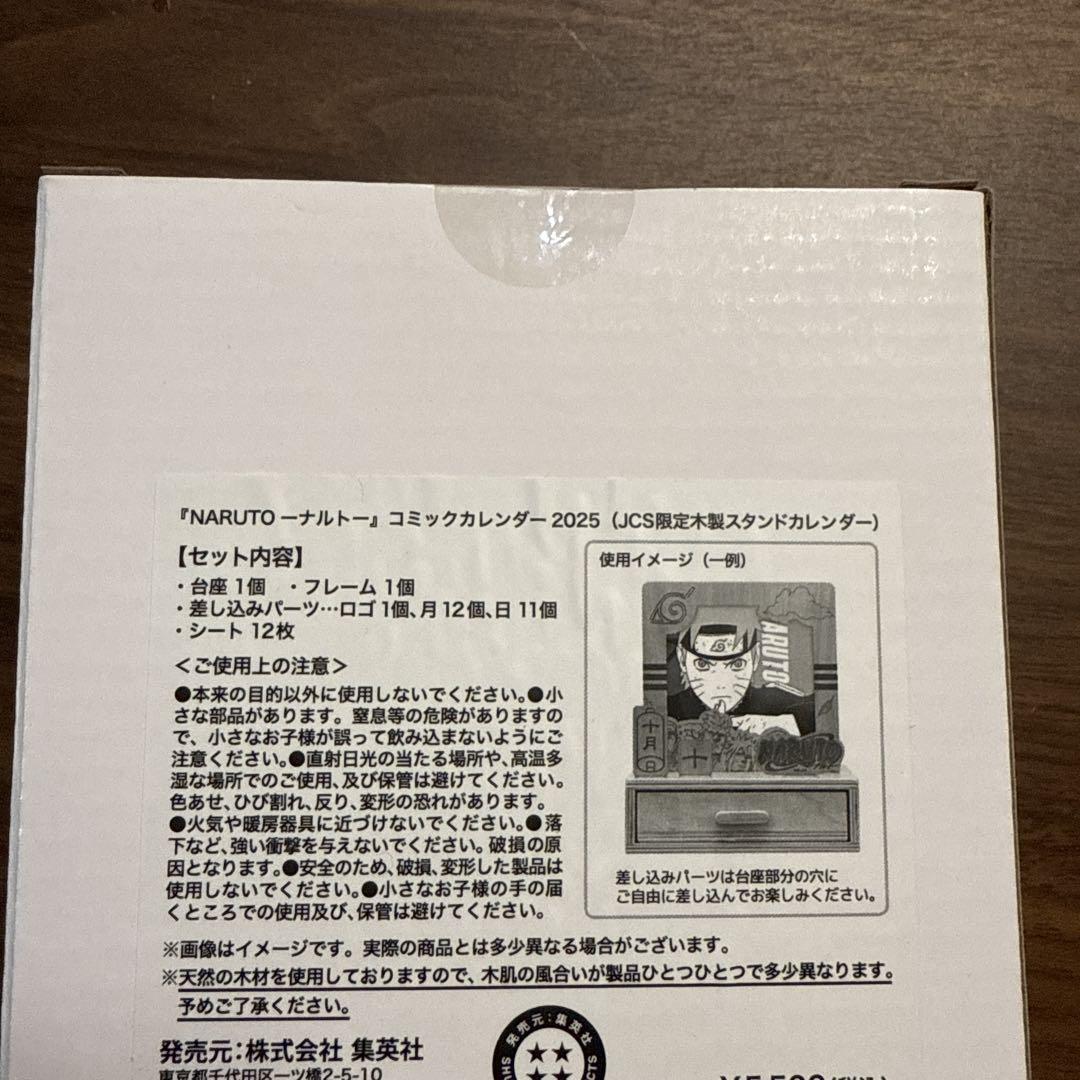 『NARUTO ーナルトー』コミックカレンダー 2025（JCS限定木製スタンドカレンダー）
【セット内容】
・台座 1個　・フレーム 1個
・差し込みパーツ…ロゴ 1個、月 12個、日 11個
・シート 12枚
＜ご使用上の注意＞
●本来の目的以外に使用しないでください。●小
さな部品があります。窒息等の危険がありますの
で、小さなお子様が誤って飲み込まないようにご
注意ください。●直射日光の当たる場所や、高温多
湿な場所でのご使用、及び保管は避けてください。
色あせ、ひび割れ、反り、変形の恐れがあります。
●火気や暖房器具に近づけないでください。●落
下など、強い衝撃を与えないでください。破損の原
因となります。●安全のため、破損、変形した製品は
使用しないでください。●小さなお子様の手の届
くところでの使用及び、保管は避けてください。
使用イメージ（一例）
ARUTO
十月
十
NARUTO
差し込みパーツは台座部分の穴に
ご自由に差し込んでお楽しみください。
※画像はイメージです。実際の商品とは多少異なる場合がございます。
※天然の木材を使用しておりますので、木肌の風合いが製品ひとつひとつで多少異なります。
予めご了承ください。
発売元：株式会社 集英社
東京都千代田区一ツ橋2-5-10
発売元：集英社